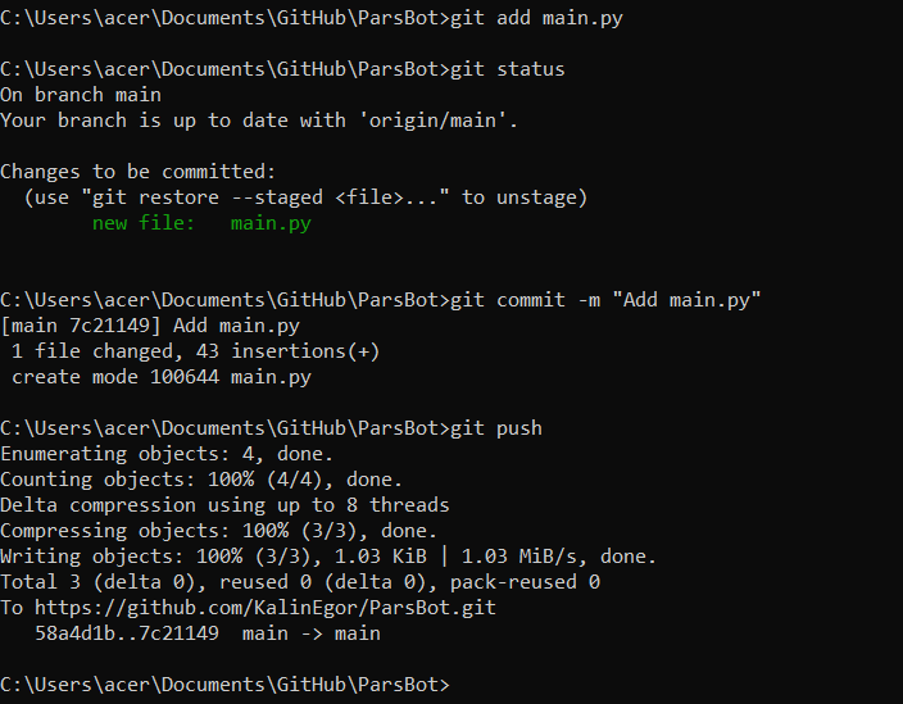 C:\Users\acer\Documents\GitHub\ParsBot>git add main.py
C:\Users\acer\Documents\GitHub\ParsBot>git status
On branch main
Your branch is up to date with 'origin/main'.
Changes to be committed:
  (use "git restore --staged <file>..." to unstage)
        new file:   main.py
C:\Users\acer\Documents\GitHub\ParsBot>git commit -m "Add main.py"
[main 7c21149] Add main.py
 1 file changed, 43 insertions(+)
 create mode 100644 main.py
C:\Users\acer\Documents\GitHub\ParsBot>git push
Enumerating objects: 4, done.
Counting objects: 100% (4/4), done.
Delta compression using up to 8 threads
Compressing objects: 100% (3/3), done.
Writing objects: 100% (3/3), 1.03 KiB | 1.03 MiB/s, done.
Total 3 (delta 0), reused 0 (delta 0), pack-reused 0
To https://github.com/KalinEgor/ParsBot.git
   58a4d1b..7c21149  main -> main
C:\Users\acer\Documents\GitHub\ParsBot>